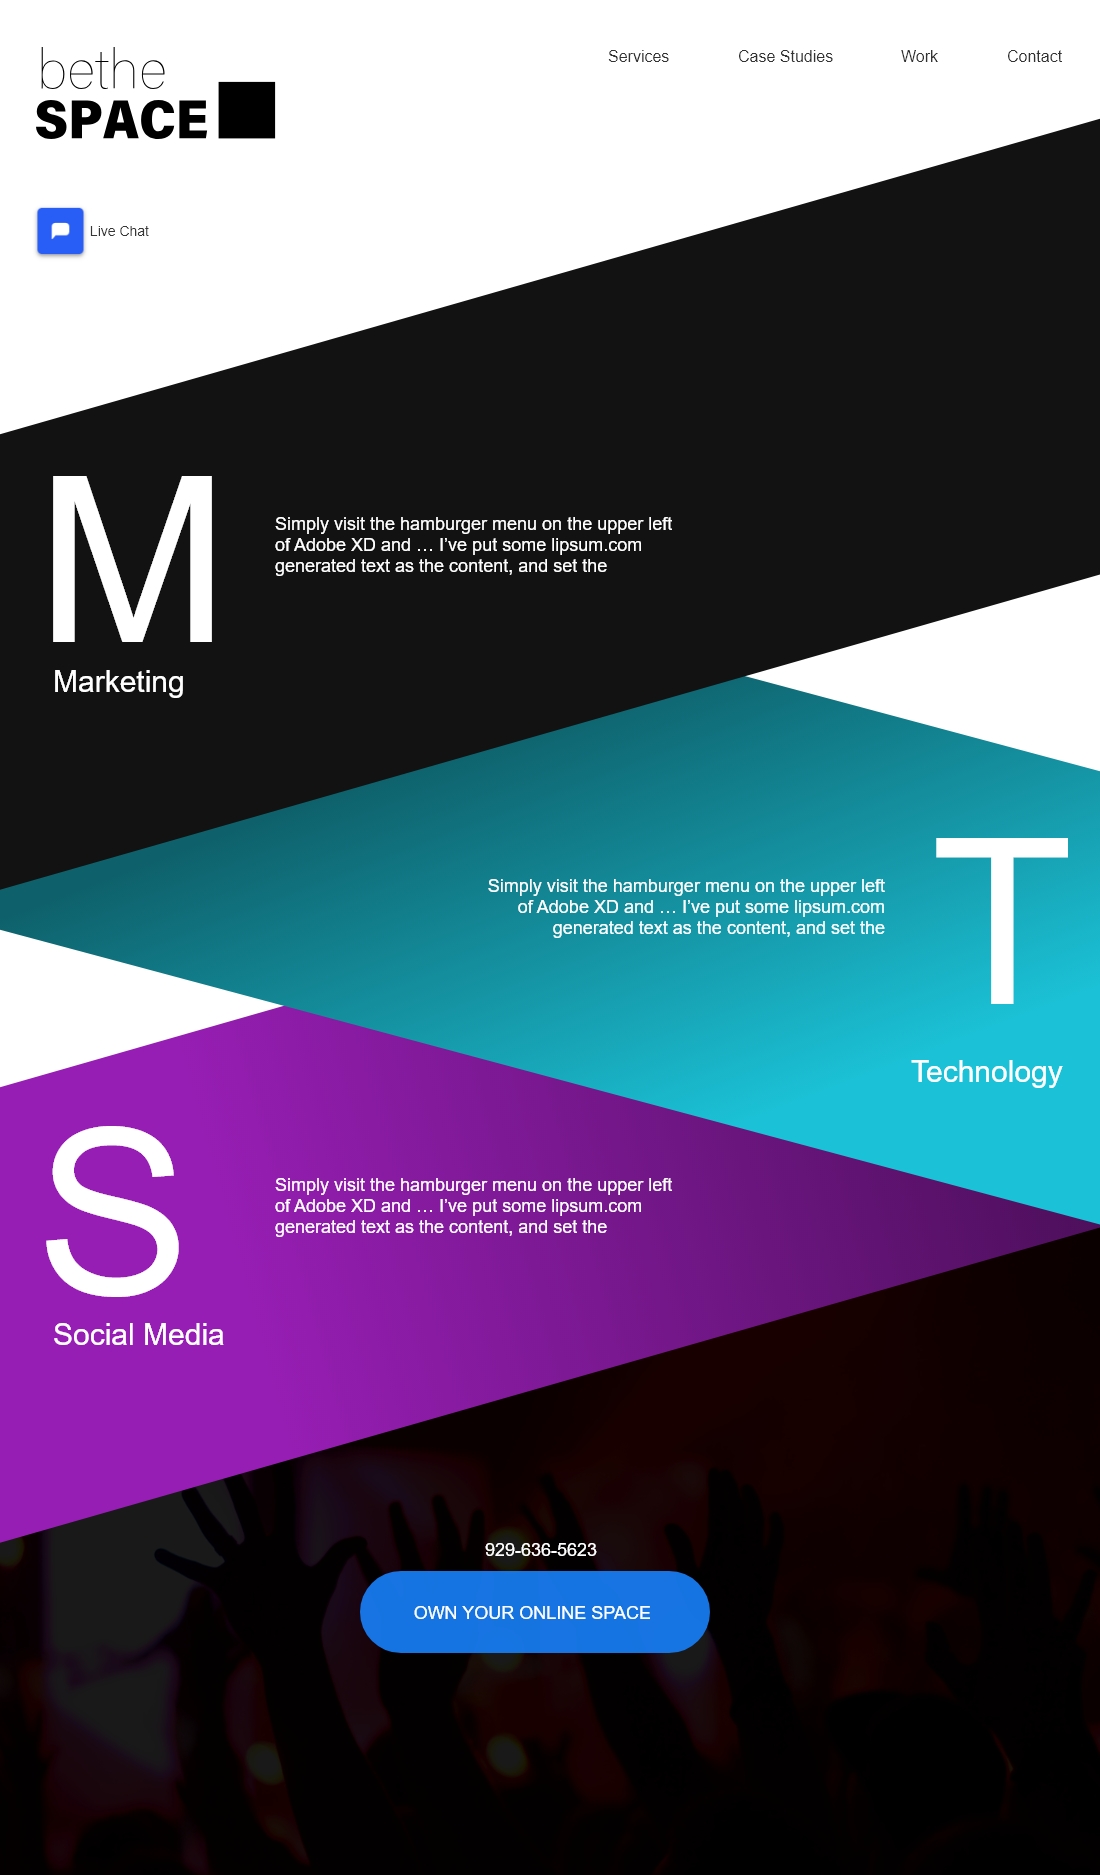 bethe
SPACE
Services
Case Studies
Work
Contact
Live Chat
M
Marketing
Simply visit the hamburger menu on the upper left
of Adobe XD and … I’ve put some lipsum.com
generated text as the content, and set the
Simply visit the hamburger menu on the upper left
of Adobe XD and … I’ve put some lipsum.com
generated text as the content, and set the
T
Technology
S
Social Media
Simply visit the hamburger menu on the upper left
of Adobe XD and … I’ve put some lipsum.com
generated text as the content, and set the
929-636-5623
OWN YOUR ONLINE SPACE